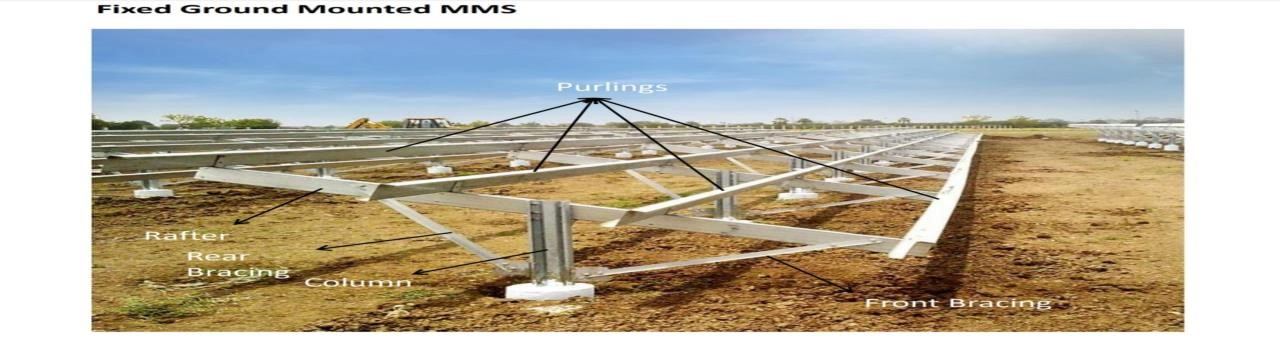 Fixed Ground Mounted MMS
Purlings
Rafter
Rear
Bracing
Column
Front Bracing